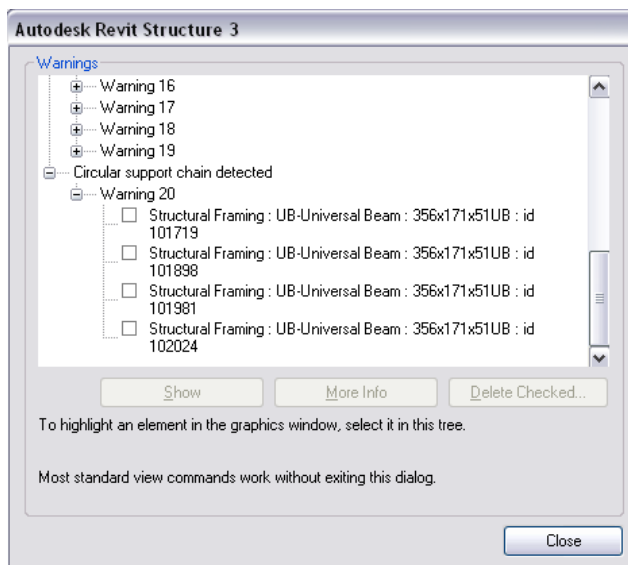 Autodesk Revit Structure 3
Warnings
Warning 16
Warning 17
Warning 18
Warning 19
Circular support chain detected
Warning 20
Structural Framing : UB-Universal Beam : 356x171x51UB : id
101719
Structural Framing : UB-Universal Beam : 356x171x51UB : id
101898
Structural Framing : UB-Universal Beam : 356x171x51UB : id
101981
Structural Framing : UB-Universal Beam : 356x171x51UB : id
102024
Show More Info Delete Checked...
To highlight an element in the graphics window, select it in this tree.
Most standard view commands work without exiting this dialog.
Close